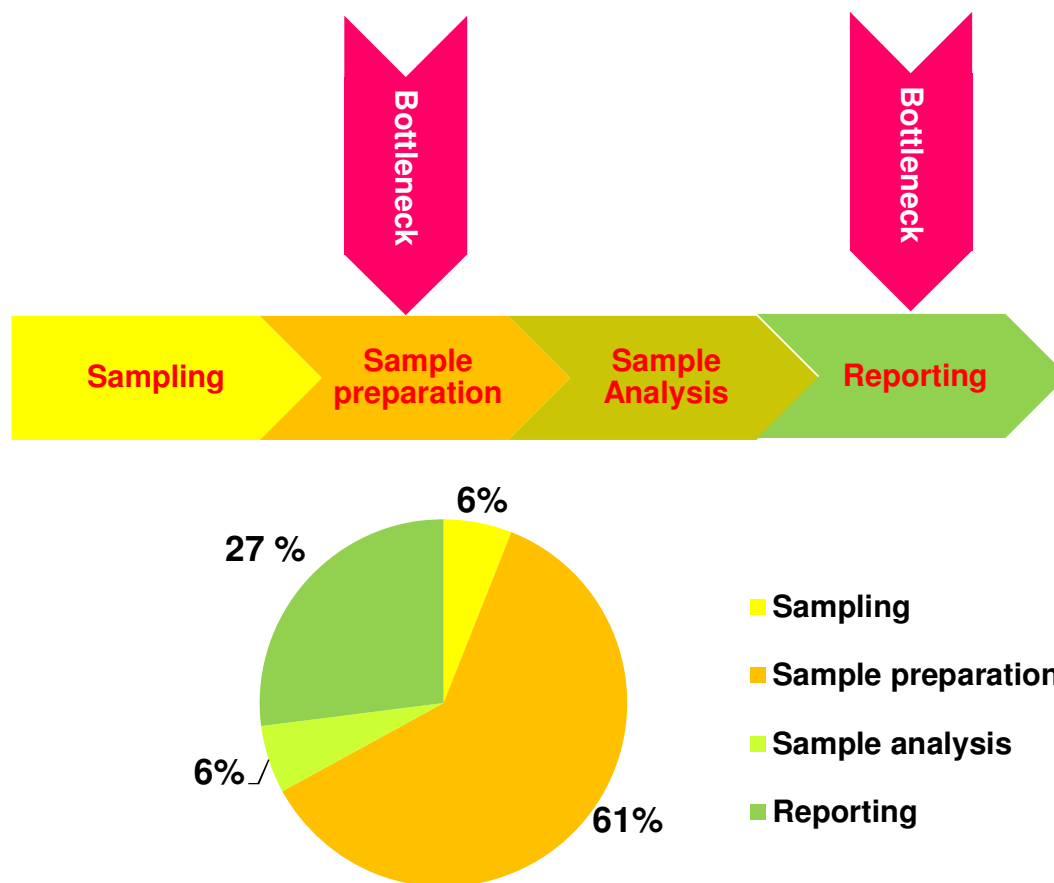 Bottleneck
Bottleneck
Sampling
Sample
preparation
Sample
Analysis
Reporting
6%
27 %
6%
61%
Sampling
Sample preparation
Sample analysis
Reporting